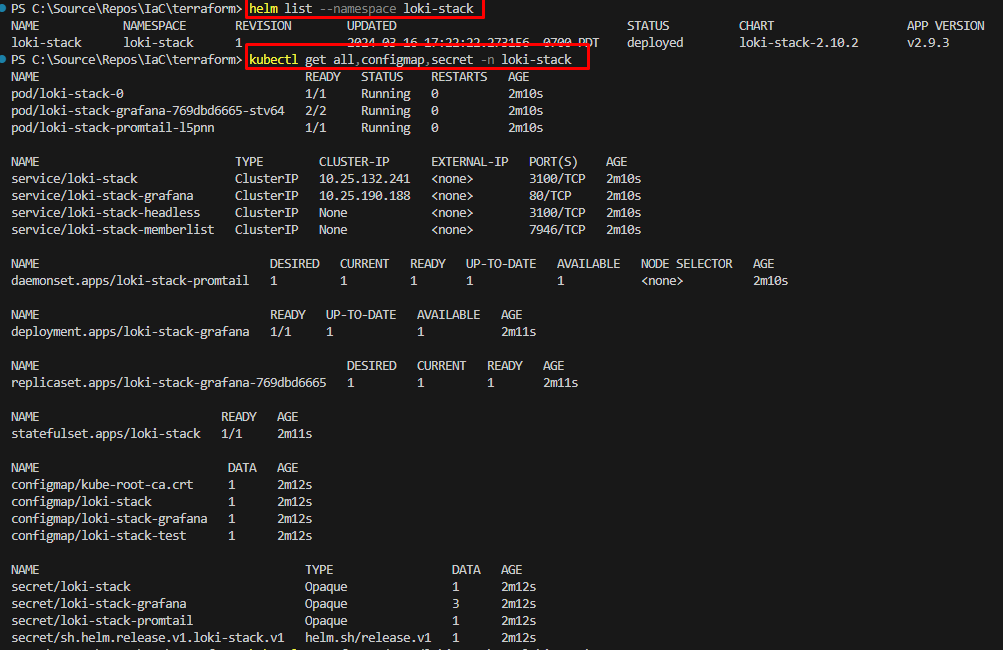 PS C:\Source\Repos\IaC\terraform> helm list --namespace loki-stack
NAME NAMESPACE REVISION UPDATED STATUS CHART APP VERSION
loki-stack loki-stack 1 2024-03-16 17:22:22.273156 -0700 PDT deployed loki-stack-2.10.2 v2.9.3
PS C:\Source\Repos\IaC\terraform> kubectl get all,configmap,secret -n loki-stack
NAME READY STATUS RESTARTS AGE
pod/loki-stack-0 1/1 Running 0 2m10s
pod/loki-stack-grafana-769dbd6665-stv64 2/2 Running 0 2m10s
pod/loki-stack-promtail-l5pnn 1/1 Running 0 2m10s
NAME TYPE CLUSTER-IP EXTERNAL-IP PORT(S) AGE
service/loki-stack ClusterIP 10.25.132.241 <none> 3100/TCP 2m10s
service/loki-stack-grafana ClusterIP 10.25.190.188 <none> 80/TCP 2m10s
service/loki-stack-headless ClusterIP None <none> 3100/TCP 2m10s
service/loki-stack-memberlist ClusterIP None <none> 7946/TCP 2m10s
NAME DESIRED CURRENT READY UP-TO-DATE AVAILABLE NODE SELECTOR AGE
daemonset.apps/loki-stack-promtail 1 1 1 1 1 <none> 2m10s
NAME READY UP-TO-DATE AVAILABLE AGE
deployment.apps/loki-stack-grafana 1/1 1 1 2m11s
NAME DESIRED CURRENT READY AGE
replicaset.apps/loki-stack-grafana-769dbd6665 1 1 1 2m11s
NAME READY AGE
statefulset.apps/loki-stack 1/1 2m11s
NAME DATA AGE
configmap/kube-root-ca.crt 1 2m12s
configmap/loki-stack 1 2m12s
configmap/loki-stack-grafana 1 2m12s
configmap/loki-stack-test 1 2m12s
NAME TYPE DATA AGE
secret/loki-stack Opaque 1 2m12s
secret/loki-stack-grafana Opaque 3 2m12s
secret/loki-stack-promtail Opaque 1 2m12s
secret/sh.helm.release.v1.loki-stack.v1 helm.sh/release.v1 1 2m12s